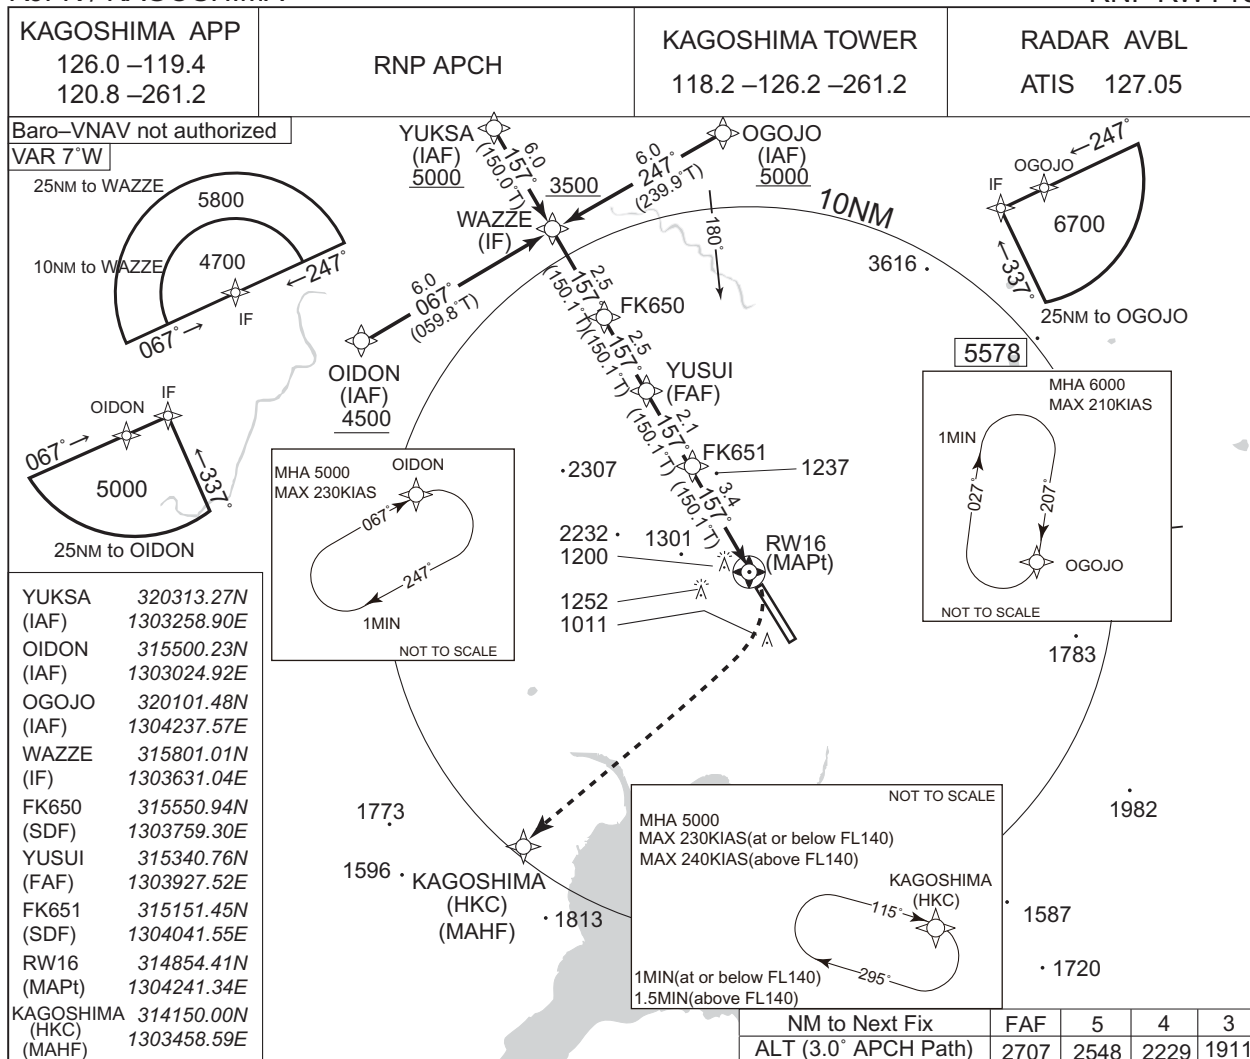 KAGOSHIMA APP
126.0 –119.4
120.8 –261.2
RNP APCH
KAGOSHIMA TOWER
118.2 –126.2 –261.2
RADAR AVBL
ATIS 127.05
Baro–VNAV not authorized
VAR 7˚W
25NM to WAZZE
5800
10NM to WAZZE
4700
←247˚
067˚→
IF
OIDON
IF
067˚→
←337˚
5000
25NM to OIDON
YUKSA
(IAF)
5000
6.0
157˚
(150.0˚T)
OGOJO
(IAF)
5000
6.0
247˚
(239.9˚T)
3500
WAZZE
(IF)
6.0
067˚
(059.8˚T)
OIDON
(IAF)
4500
180˚
10NM
3616
2.5
157˚
(150.1˚T)
FK650
2.5
157˚
(150.1˚T)
YUSUI
(FAF)
2.1
157˚
(150.1˚T)
FK651
3.4
157˚
(150.1˚T)
RW16
(MAPt)
1237
2307
2232
1301
1200
1252
1011
OGOJO
IF
←247˚
6700
←337˚
25NM to OGOJO
5578
MHA 6000
MAX 210KIAS
1MIN
027˚
207˚
OGOJO
NOT TO SCALE
MHA 5000
MAX 230KIAS
OIDON
067˚
247˚
1MIN
NOT TO SCALE
1783
1982
1773
1596
KAGOSHIMA
(HKC)
(MAHF)
1813
NOT TO SCALE
MHA 5000
MAX 230KIAS(at or below FL140)
MAX 240KIAS(above FL140)
KAGOSHIMA
(HKC)
115˚
295˚
1MIN(at or below FL140)
1.5MIN(above FL140)
1587
1720
YUKSA 320313.27N
(IAF) 1303258.90E
OIDON 315500.23N
(IAF) 1303024.92E
OGOJO 320101.48N
(IAF) 1304237.57E
WAZZE 315801.01N
(IF) 1303631.04E
FK650 315550.94N
(SDF) 1303759.30E
YUSUI 315340.76N
(FAF) 1303927.52E
FK651 315151.45N
(SDF) 1304041.55E
RW16 314854.41N
(MAPt) 1304241.34E
KAGOSHIMA 314150.00N
(HKC)
(MAHF) 1303458.59E
NM to Next Fix FAF 5 4 3
ALT (3.0˚ APCH Path) 2707 2548 2229 1911